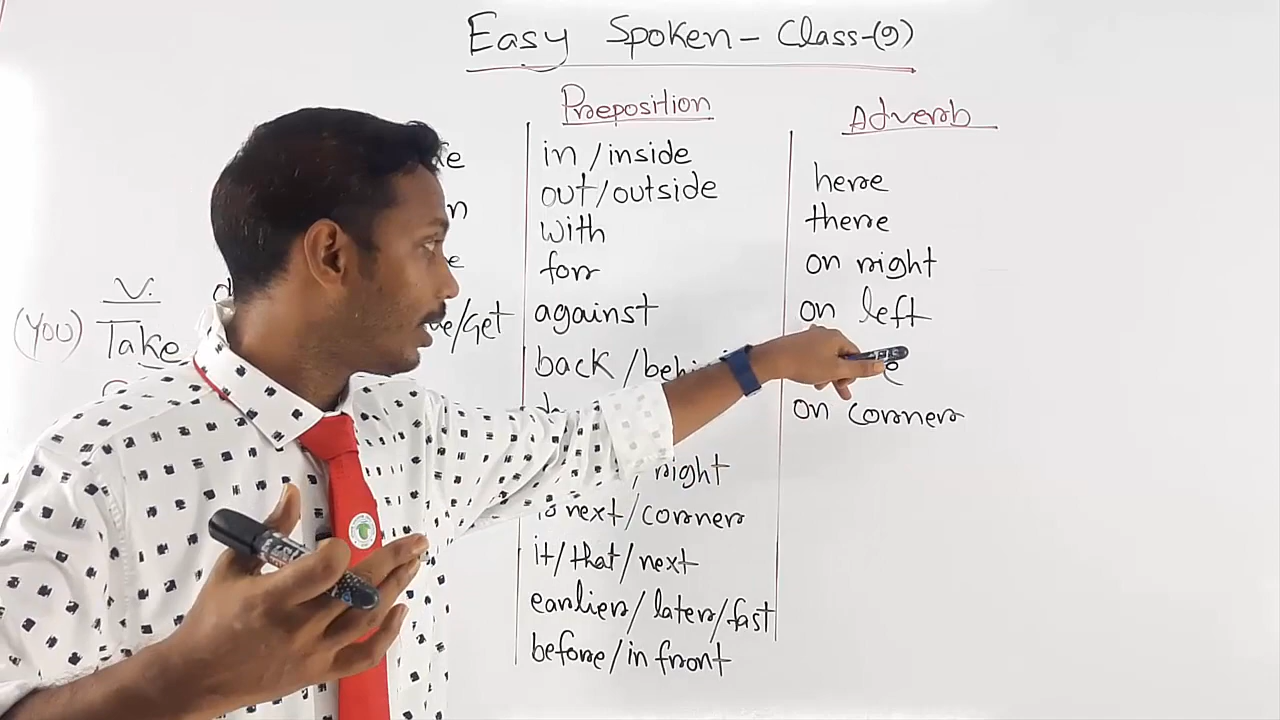 Easy Spoken - Class-(9)
Preposition
Adverb
in / inside
out / outside
with
for
against
back /
right
next / corner
it / that / next
earlier / later / fast
before / in front
here
there
on right
on left
on corner
(You)
V.
Take
/Get